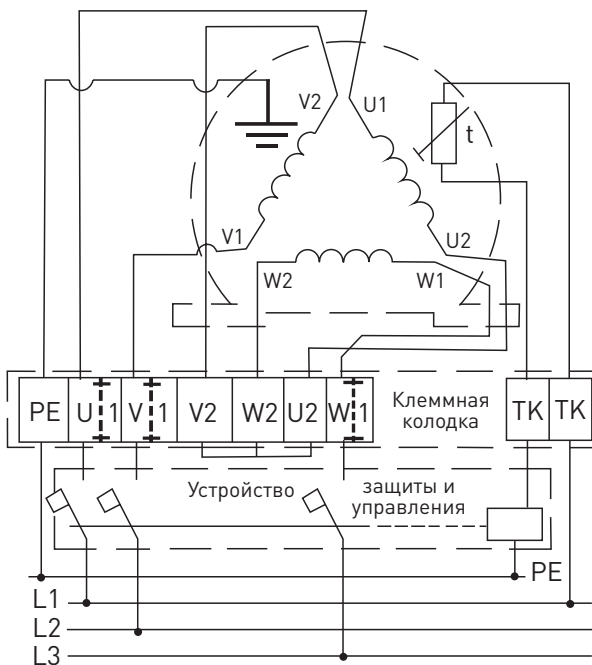 V2
U1
t
V1
U2
W2
W1
PE
U 1
V 1
V2
W2
U2
W 1
Клеммная
колодка
TK
TK
Устройство
защиты и
управления
PE
L1
L2
L3